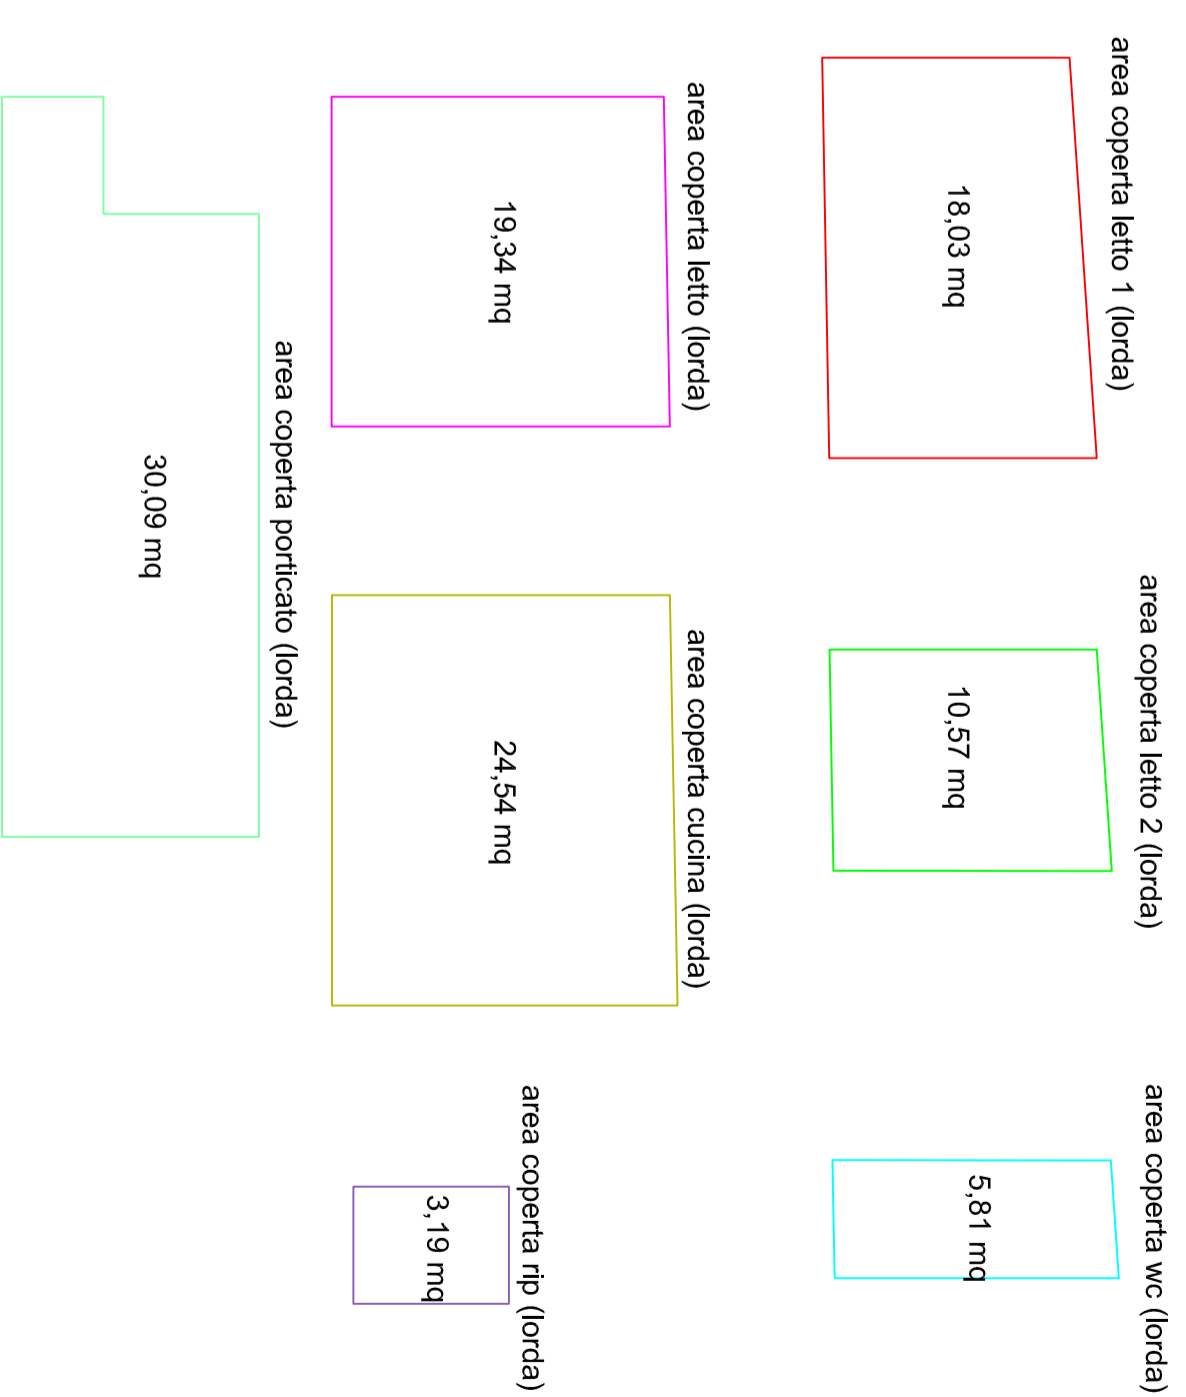 area coperta letto 1 (lorda)
18,03 mq
area coperta letto 2 (lorda)
10,57 mq
area coperta wc (lorda)
5,81 mq
area coperta letto (lorda)
19,34 mq
area coperta cucina (lorda)
24,54 mq
area coperta rip (lorda)
3,19 mq
area coperta porticato (lorda)
30,09 mq